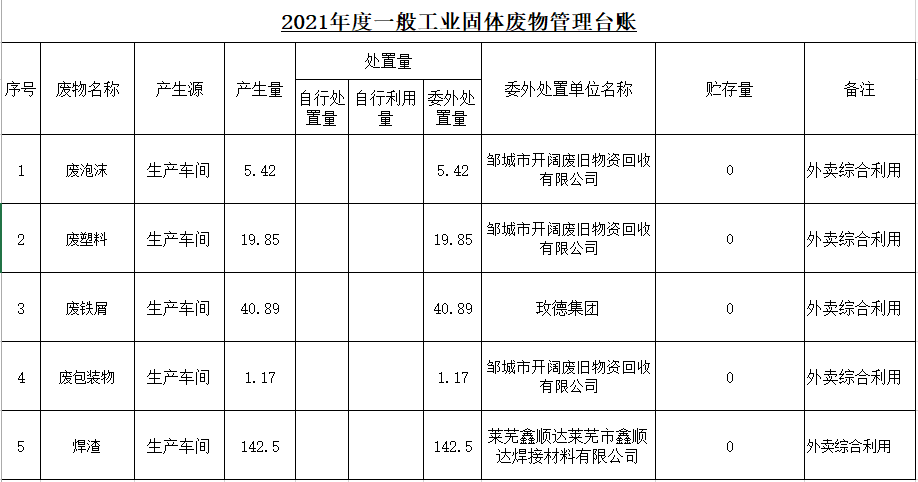 2021年度一般工业固体废物管理台账
序号 废物名称 产生源 产生量 处置量 委外处置单位名称 贮存量 备注
自行处置量 自行利用量 委外处置量
1 废泡沫 生产车间 5.42 5.42 邹城市开阔废旧物资回收有限公司 0 外卖综合利用
2 废塑料 生产车间 19.85 19.85 邹城市开阔废旧物资回收有限公司 0 外卖综合利用
3 废铁屑 生产车间 40.89 40.89 玫德集团 0 外卖综合利用
4 废包装物 生产车间 1.17 1.17 邹城市开阔废旧物资回收有限公司 0 外卖综合利用
5 焊渣 生产车间 142.5 142.5 莱芜鑫顺达莱芜市鑫顺达焊接材料有限公司 0 外卖综合利用